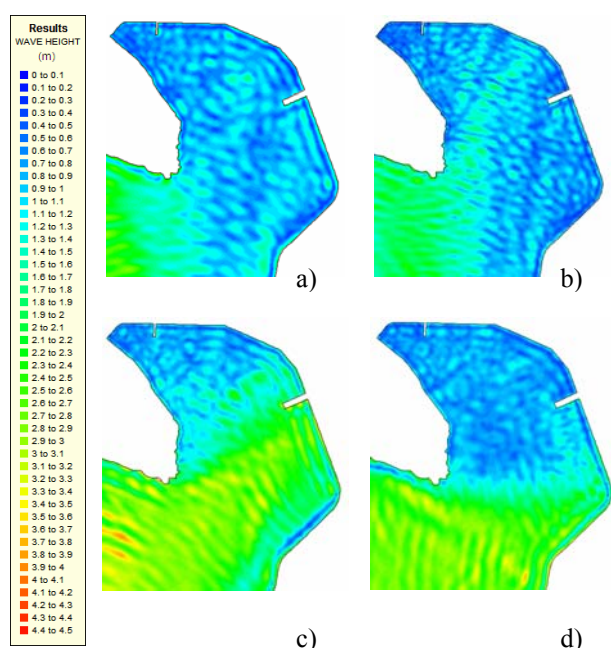 Results
WAVE HEIGHT
(m)
0 to 0.1
0.1 to 0.2
0.2 to 0.3
0.3 to 0.4
0.4 to 0.5
0.5 to 0.6
0.6 to 0.7
0.7 to 0.8
0.8 to 0.9
0.9 to 1
1 to 1.1
1.1 to 1.2
1.2 to 1.3
1.3 to 1.4
1.4 to 1.5
1.5 to 1.6
1.6 to 1.7
1.7 to 1.8
1.8 to 1.9
1.9 to 2
2 to 2.1
2.1 to 2.2
2.2 to 2.3
2.3 to 2.4
2.4 to 2.5
2.5 to 2.6
2.6 to 2.7
2.7 to 2.8
2.8 to 2.9
2.9 to 3
3 to 3.1
3.1 to 3.2
3.2 to 3.3
3.3 to 3.4
3.4 to 3.5
3.5 to 3.6
3.6 to 3.7
3.7 to 3.8
3.8 to 3.9
3.9 to 4
4 to 4.1
4.1 to 4.2
4.2 to 4.3
4.3 to 4.4
4.4 to 4.5
a)
b)
c)
d)